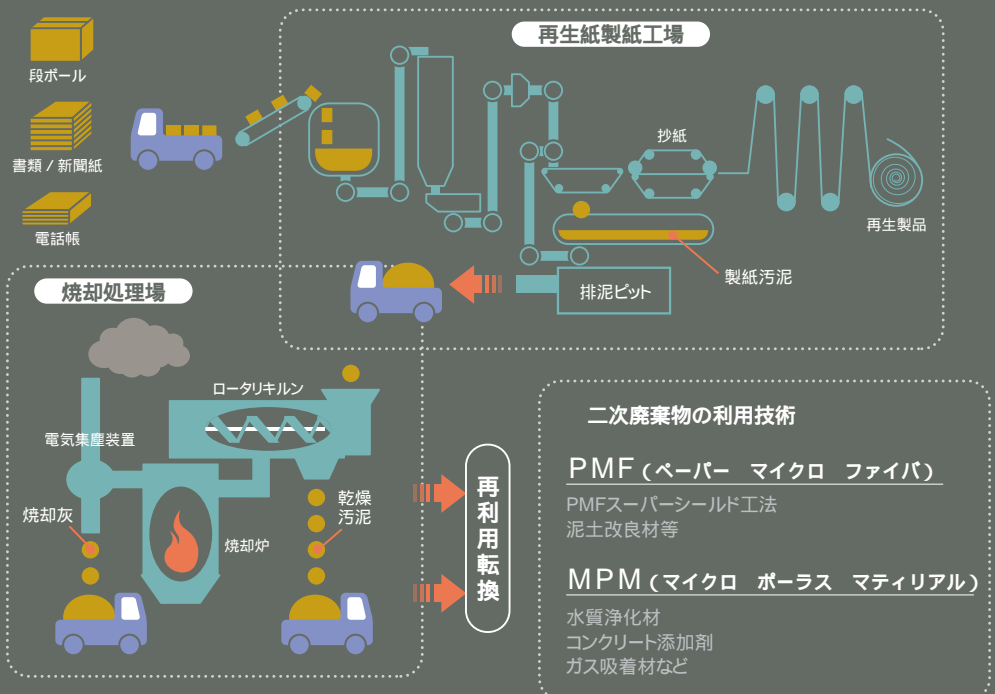 再生紙製紙工場
段ボール
書類 / 新聞紙
電話帳
抄紙
再生製品
製紙汚泥
排泥ピット
焼却処理場
ロータリキルン
電気集塵装置
焼却灰
焼却炉
乾燥
汚泥
再利用転換
二次廃棄物の利用技術
PMF(ペーパー マイクロ ファイバ)
PMFスーパーシールド工法
泥土改良材等
MPM(マイクロ ポーラス マティリアル)
水質浄化材
コンクリート添加剤
ガス吸着材など